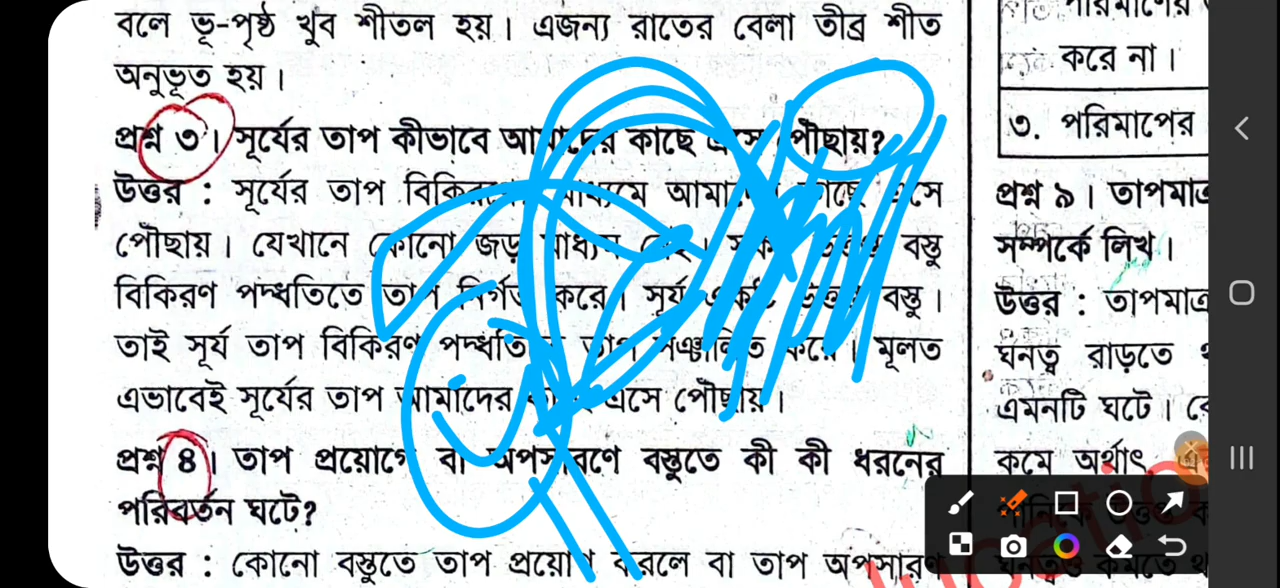 বলে ভূ-পৃষ্ঠ খুব শীতল হয়। এজন্য রাতের বেলা তীব্র শীত
অনুভূত হয়।
প্রশ্ন ৩। সূর্যের তাপ কীভাবে আমাদের কাছে এসে পৌঁছায়?
উত্তর : সূর্যের তাপ বিকিরণের মাধ্যমে আমাদের কাছে এসে
পৌঁছায়। যেখানে কোনো জড় মাধ্যম নেই। বস্তু
বিকিরণ পদ্ধতিতে তাপ নির্গত করে। সূর্য একটি উত্তপ্ত বস্তু।
তাই সূর্য তাপ বিকিরণ পদ্ধতিতে তাপ সঞ্চালিত করে। মূলত
এভাবেই সূর্যের তাপ আমাদের কাছে এসে পৌঁছায়।
প্রশ্ন ৪। তাপ প্রয়োগে বা অপসারণে বস্তুতে কী কী ধরনের
পরিবর্তন ঘটে?
উত্তর : কোনো বস্তুতে তাপ প্রয়োগ করলে বা তাপ অপসারণ
করে না।
৩. পরিমাপের
প্রশ্ন ৯। তাপমাত্র
সম্পর্কে লিখ।
উত্তর : তাপমাত্র
ঘনত্ব বাড়তে
এমনটি ঘটে।
কমে অর্থাৎ